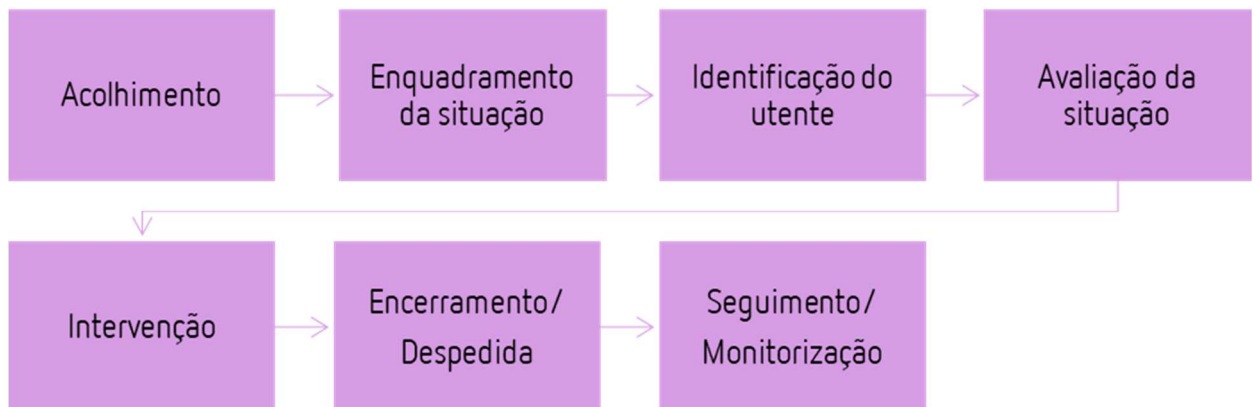 Acolhimento
Enquadramento
da situação
Identificação do
utente
Avaliação da
situação
Intervenção
Encerramento/
Despedida
Seguimento/
Monitorização